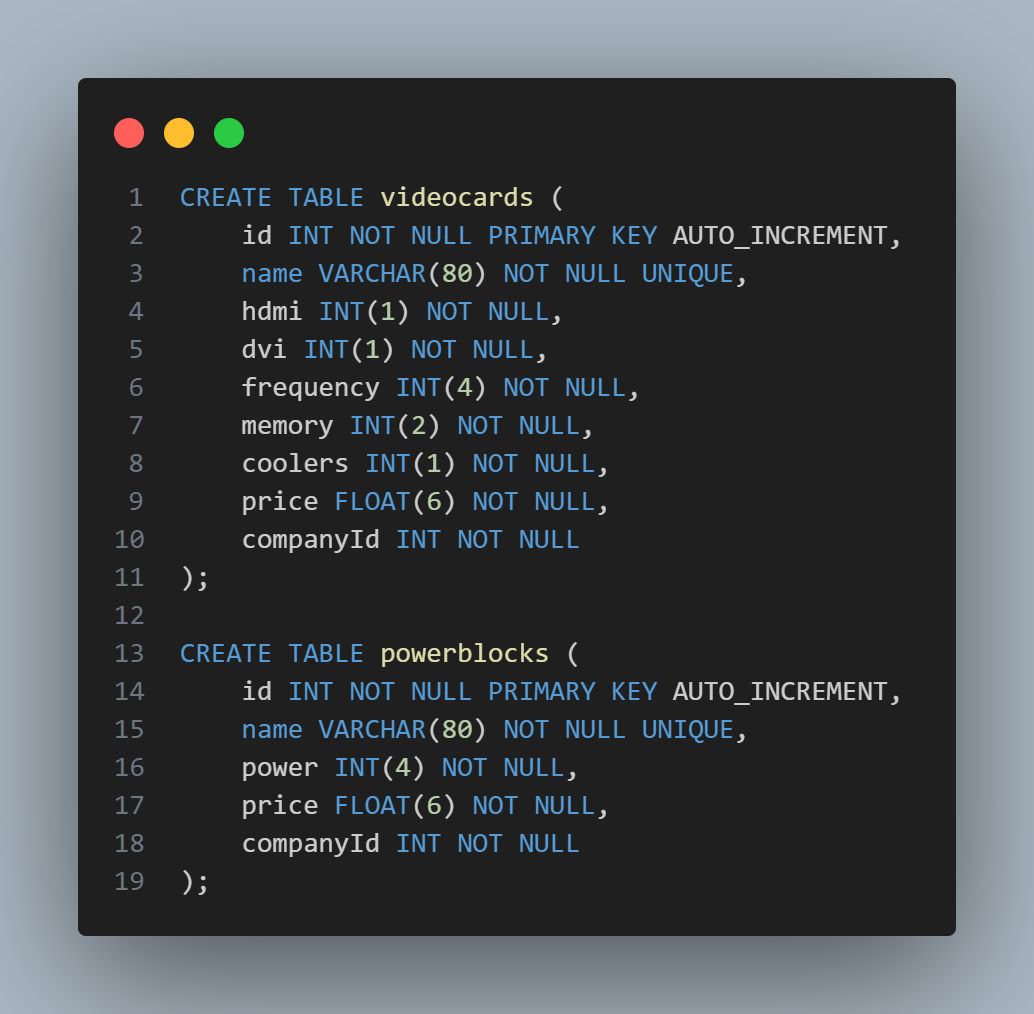 1 CREATE TABLE videocards (
2     id INT NOT NULL PRIMARY KEY AUTO_INCREMENT,
3     name VARCHAR(80) NOT NULL UNIQUE,
4     hdmi INT(1) NOT NULL,
5     dvi INT(1) NOT NULL,
6     frequency INT(4) NOT NULL,
7     memory INT(2) NOT NULL,
8     coolers INT(1) NOT NULL,
9     price FLOAT(6) NOT NULL,
10     companyId INT NOT NULL
11 );
12
13 CREATE TABLE powerblocks (
14     id INT NOT NULL PRIMARY KEY AUTO_INCREMENT,
15     name VARCHAR(80) NOT NULL UNIQUE,
16     power INT(4) NOT NULL,
17     price FLOAT(6) NOT NULL,
18     companyId INT NOT NULL
19 );